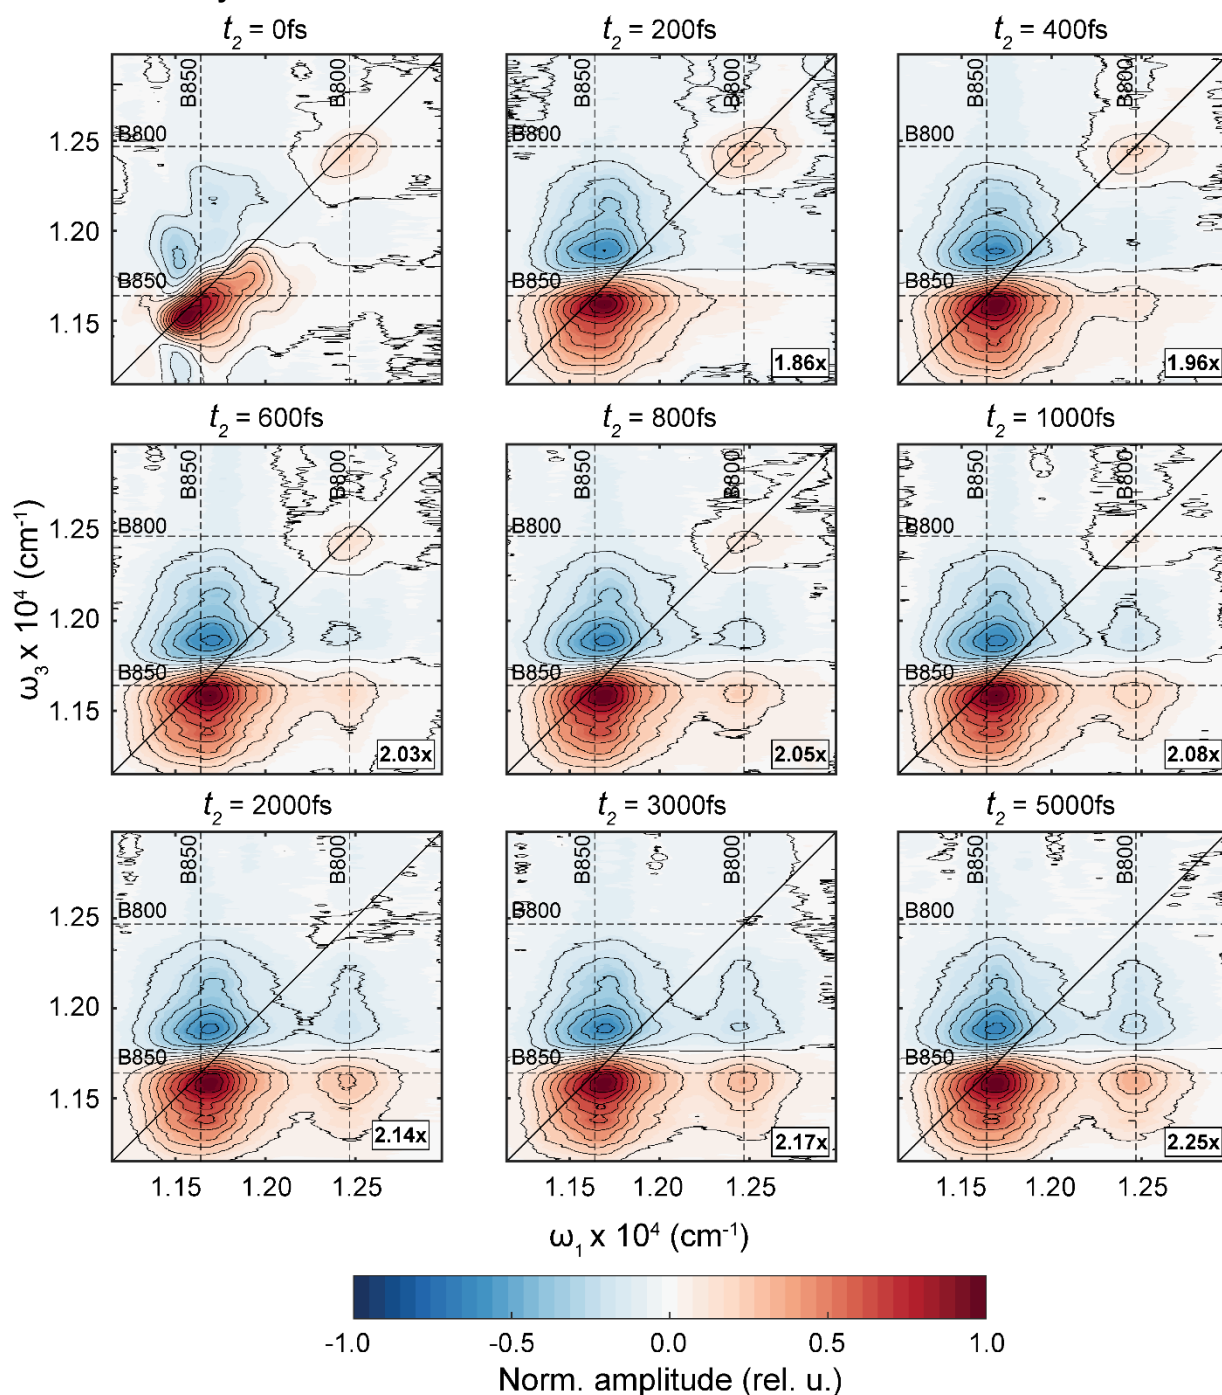 t₂ = 0fs
t₂ = 200fs
t₂ = 400fs
B850
B800
B850
B800
B850
B800
1.25
B800
B800
B800
1.20
B850
B850
B850
1.15
1.86x
1.96x
t₂ = 600fs
t₂ = 800fs
t₂ = 1000fs
B850
B800
B850
B800
B850
B800
1.25
B800
B800
B800
1.20
B850
B850
B850
1.15
2.03x
2.05x
2.08x
ω₃ x 10⁴ (cm⁻¹)
t₂ = 2000fs
t₂ = 3000fs
t₂ = 5000fs
B850
B800
B850
B800
B850
B800
1.25
B800
B800
B800
1.20
B850
B850
B850
1.15
2.14x
2.17x
2.25x
1.15 1.20 1.25
1.15 1.20 1.25
1.15 1.20 1.25
ω₁ x 10⁴ (cm⁻¹)
-1.0 -0.5 0.0 0.5 1.0
Norm. amplitude (rel. u.)